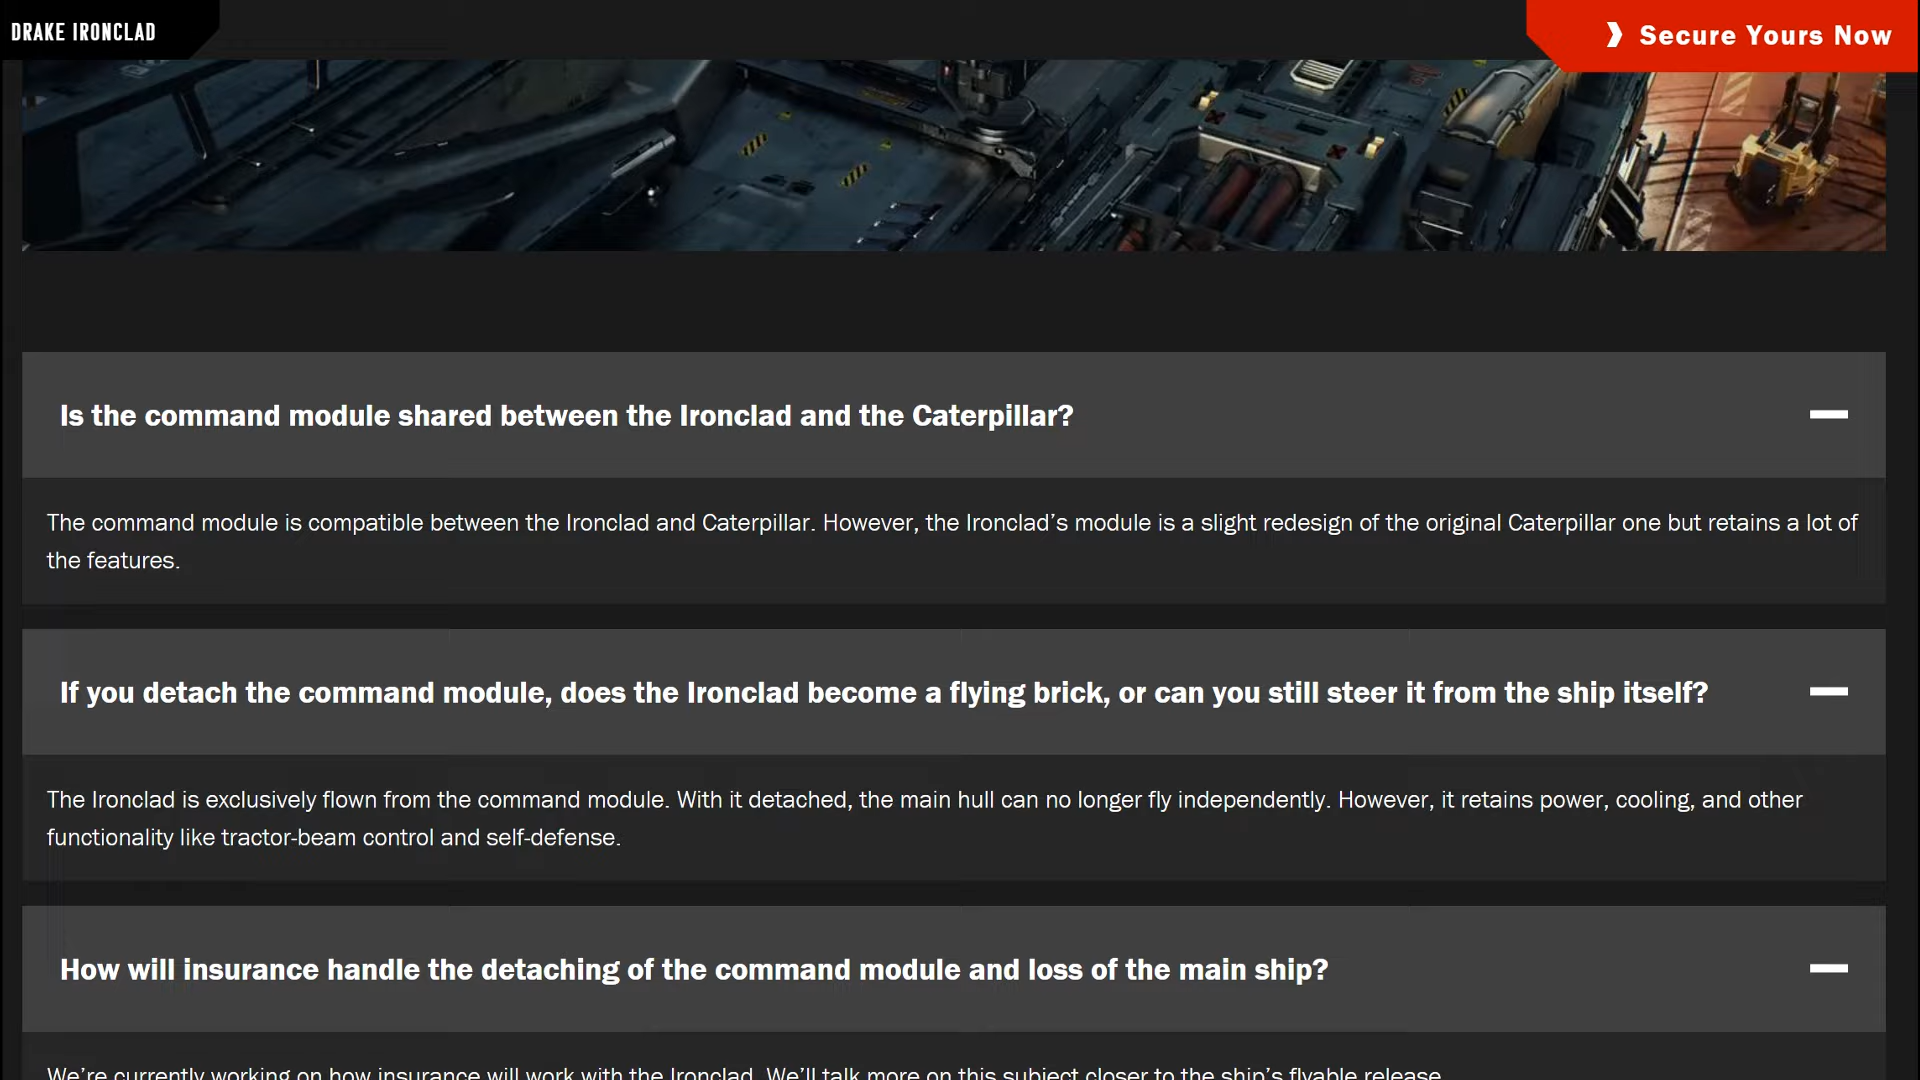 DRAKE IRONCLAD
Secure Yours Now
Is the command module shared between the Ironclad and the Caterpillar?
The command module is compatible between the Ironclad and Caterpillar. However, the Ironclad’s module is a slight redesign of the original Caterpillar one but retains a lot of
the features.
If you detach the command module, does the Ironclad become a flying brick, or can you still steer it from the ship itself?
The Ironclad is exclusively flown from the command module. With it detached, the main hull can no longer fly independently. However, it retains power, cooling, and other
functionality like tractor-beam control and self-defense.
How will insurance handle the detaching of the command module and loss of the main ship?
We’re currently working on how insurance will work with the Ironclad. We’ll talk more on this subject closer to the ship’s flyable release.